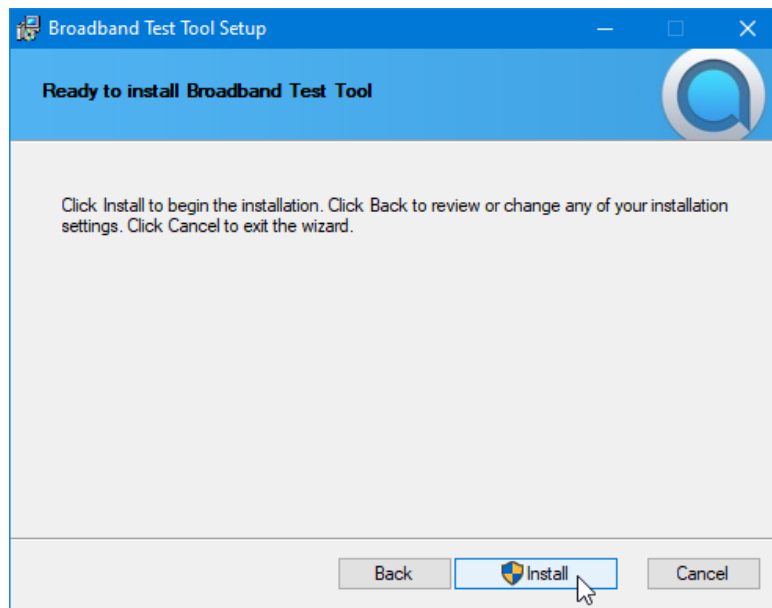 Broadband Test Tool Setup
Ready to install Broadband Test Tool
Click Install to begin the installation. Click Back to review or change any of your installation
settings. Click Cancel to exit the wizard.
Back Install Cancel